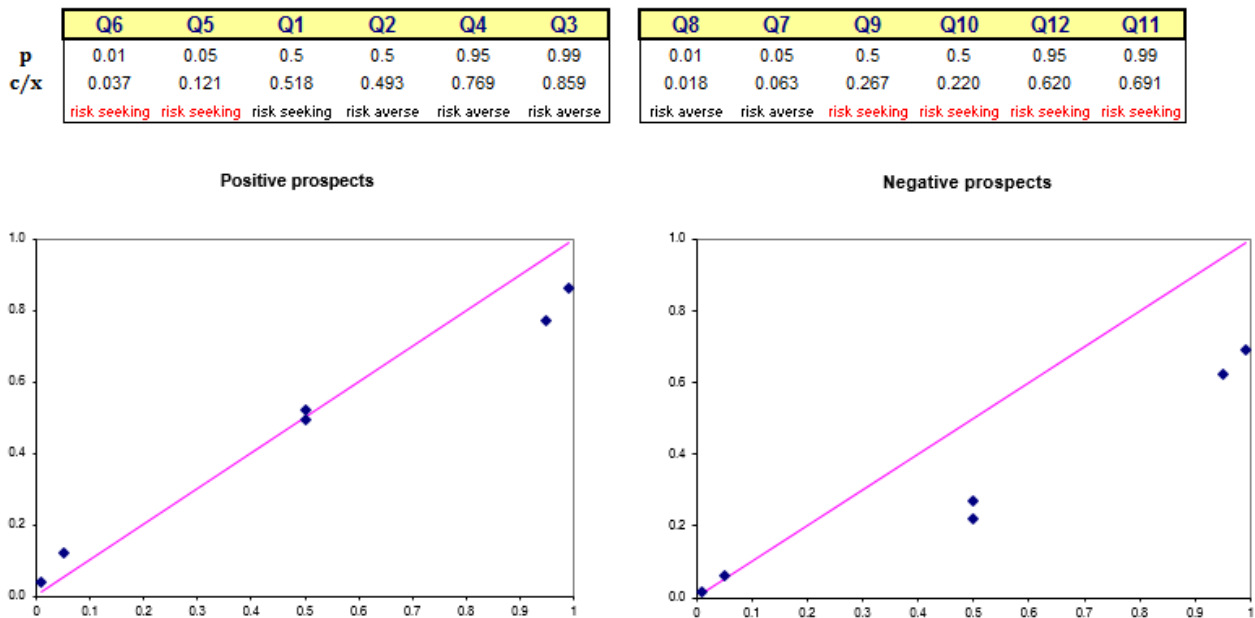 Q6 Q5 Q1 Q2 Q4 Q3 Q8 Q7 Q9 Q10 Q12 Q11
p 0.01 0.05 0.5 0.5 0.95 0.99 0.01 0.05 0.5 0.5 0.95 0.99
c/x 0.037 0.121 0.518 0.493 0.769 0.859 0.018 0.063 0.267 0.220 0.620 0.691
risk seeking risk seeking risk seeking risk averse risk averse risk averse risk averse risk averse risk seeking risk seeking risk seeking risk seeking
Positive prospects
1.0
0.8
0.6
0.4
0.2
0.0
0 0.1 0.2 0.3 0.4 0.5 0.6 0.7 0.8 0.9 1
Negative prospects
1.0
0.8
0.6
0.4
0.2
0.0
0 0.1 0.2 0.3 0.4 0.5 0.6 0.7 0.8 0.9 1